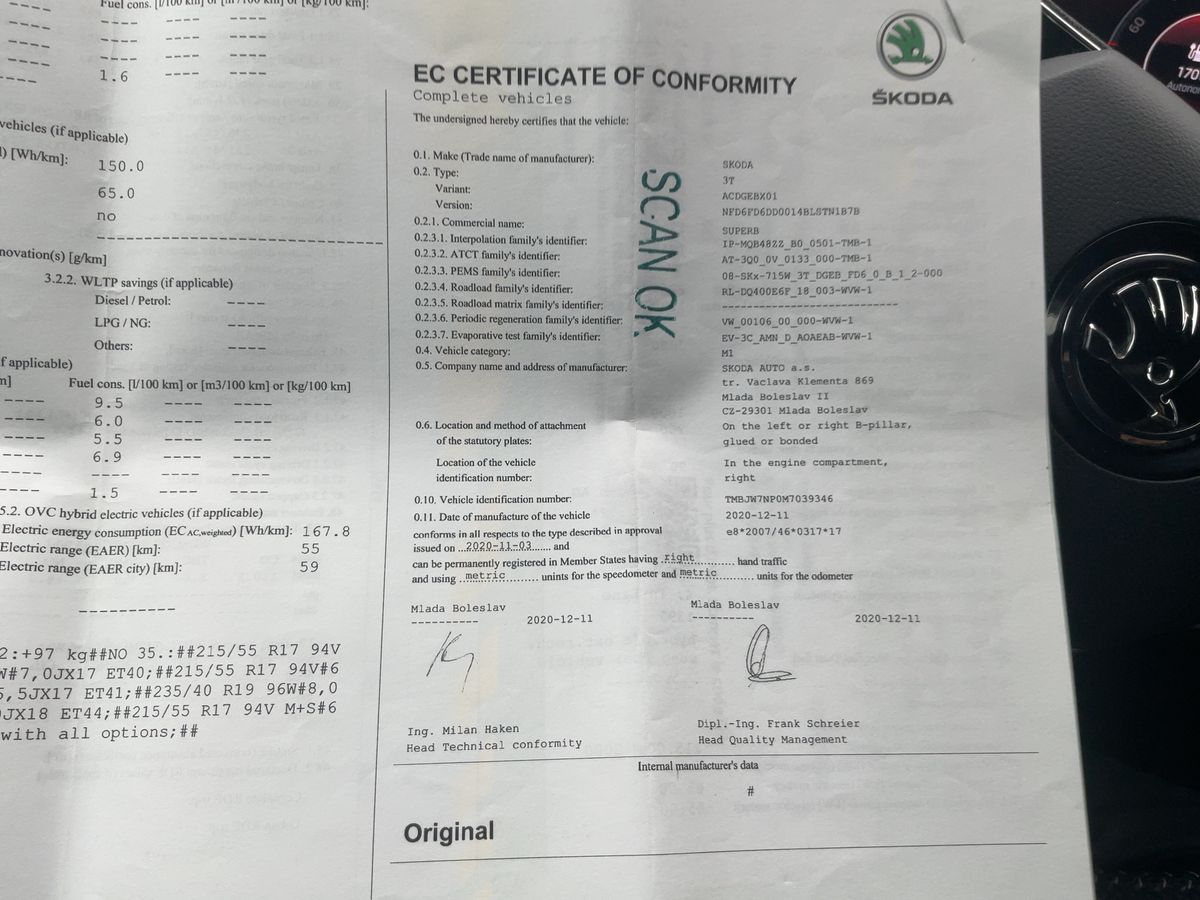 Fuel cons. [l/100 km] or [m3/100 km] or [kg/100 km]:
---- ---- ----
---- ---- ----
---- ---- ----
1.6 ---- ----
vehicles (if applicable)
) [Wh/km]: 150.0
65.0
no
novation(s) [g/km]
3.2.2. WLTP savings (if applicable)
Diesel / Petrol: ----
LPG / NG: ----
Others: ----
f applicable)
m] Fuel cons. [l/100 km] or [m3/100 km] or [kg/100 km]
---- 9.5 ---- ----
---- 6.0 ---- ----
---- 5.5 ---- ----
---- 6.9 ---- ----
---- ---- ---- ----
---- 1.5 ---- ----
5.2. OVC hybrid electric vehicles (if applicable)
Electric energy consumption (EC AC,weighted) [Wh/km]: 167.8
Electric range (EAER) [km]: 55
Electric range (EAER city) [km]: 59
----------
2:+97 kg##NO 35.:##215/55 R17 94V
W#7,0JX17 ET40;##215/55 R17 94V#6
5,5JX17 ET41;##235/40 R19 96W#8,0
JX18 ET44;##215/55 R17 94V M+S#6
with all options;##
EC CERTIFICATE OF CONFORMITY
Complete vehicles
The undersigned hereby certifies that the vehicle:
ŠKODA
SCAN OK
0.1. Make (Trade name of manufacturer): SKODA
0.2. Type: 3T
Variant: ACDGEBX01
Version: NFD6FD6DD0014BLSTN1B7B
0.2.1. Commercial name: SUPERB
0.2.3.1. Interpolation family's identifier: IP-MQB48ZZ_B0_0501-TMB-1
0.2.3.2. ATCT family's identifier: AT-3Q0_0V_0133_000-TMB-1
0.2.3.3. PEMS family's identifier: 08-SKx-715W_3T_DGEB_FD6_0_B_1_2-000
0.2.3.4. Roadload family's identifier: RL-DQ400E6F_18_003-WVW-1
0.2.3.5. Roadload matrix family's identifier: --------------------------
0.2.3.6. Periodic regeneration family's identifier: VW_00106_00_000-WVW-1
0.2.3.7. Evaporative test family's identifier: EV-3C_AMN_D_AOAEAB-WVW-1
0.4. Vehicle category: M1
0.5. Company name and address of manufacturer: SKODA AUTO a.s.
tr. Vaclava Klementa 869
Mlada Boleslav II
CZ-29301 Mlada Boleslav
0.6. Location and method of attachment On the left or right B-pillar,
of the statutory plates: glued or bonded
Location of the vehicle In the engine compartment,
identification number: right
0.10. Vehicle identification number: TMBJW7NP0M7039346
0.11. Date of manufacture of the vehicle 2020-12-11
conforms in all respects to the type described in approval e8*2007/46*0317*17
issued on ...2020-11-03...... and
can be permanently registered in Member States having .right............ hand traffic
and using ..metric.......... unints for the speedometer and metric........... units for the odometer
Mlada Boleslav Mlada Boleslav
---------- 2020-12-11 ---------- 2020-12-11
Ing. Milan Haken Dipl.-Ing. Frank Schreier
Head Technical conformity Head Quality Management
Internal manufacturer's data
#
Original
60
170
Autono